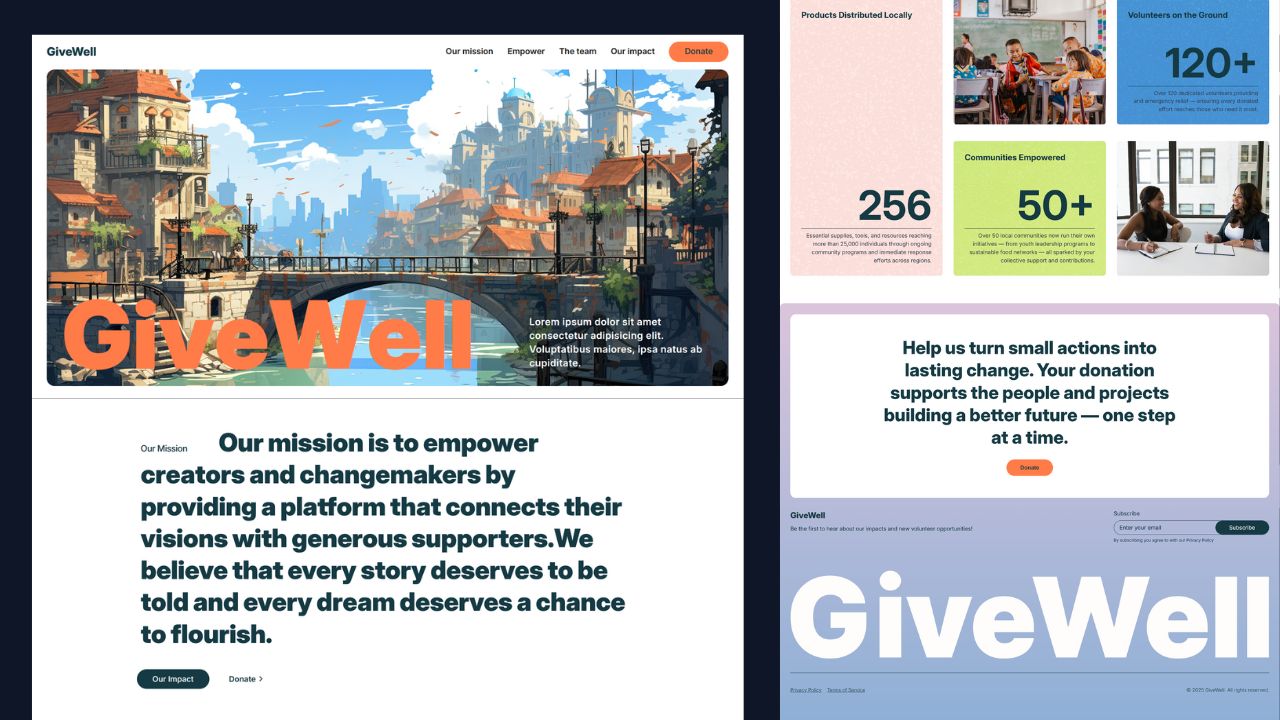 GiveWell
Our mission
Empower
The team
Our impact
Donate
GiveWell
Lorem ipsum dolor sit amet
consectetur adipisicing elit.
Voluptatibus maiores, ipsa natus ab
cupiditate.
Our Mission
Our mission is to empower
creators and changemakers by
providing a platform that connects their
visions with generous supporters.We
believe that every story deserves to be
told and every dream deserves a chance
to flourish.
Our Impact
Donate >
Products Distributed Locally
256
Essential supplies, tools, and resources reaching
more than 25,000 individuals through ongoing
community programs and immediate response
efforts across regions.
Volunteers on the Ground
120+
Over 120 dedicated volunteers providing
and emergency relief — ensuring every donated
effort reaches those who need it most.
Communities Empowered
50+
Over 50 local communities now run their own
initiatives — from youth leadership programs to
sustainable food networks — all sparked by your
collective support and contributions.
Help us turn small actions into
lasting change. Your donation
supports the people and projects
building a better future — one step
at a time.
Donate
GiveWell
Be the first to hear about our impacts and new volunteer opportunities!
Subscribe
Enter your email
Subscribe
By subscribing you agree to with our Privacy Policy
GiveWell
Privacy Policy
Terms of Service
© 2025 GiveWell. All rights reserved.